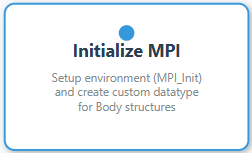 Initialize MPI
Setup environment (MPI_Init)
and create custom datatype
for Body structures